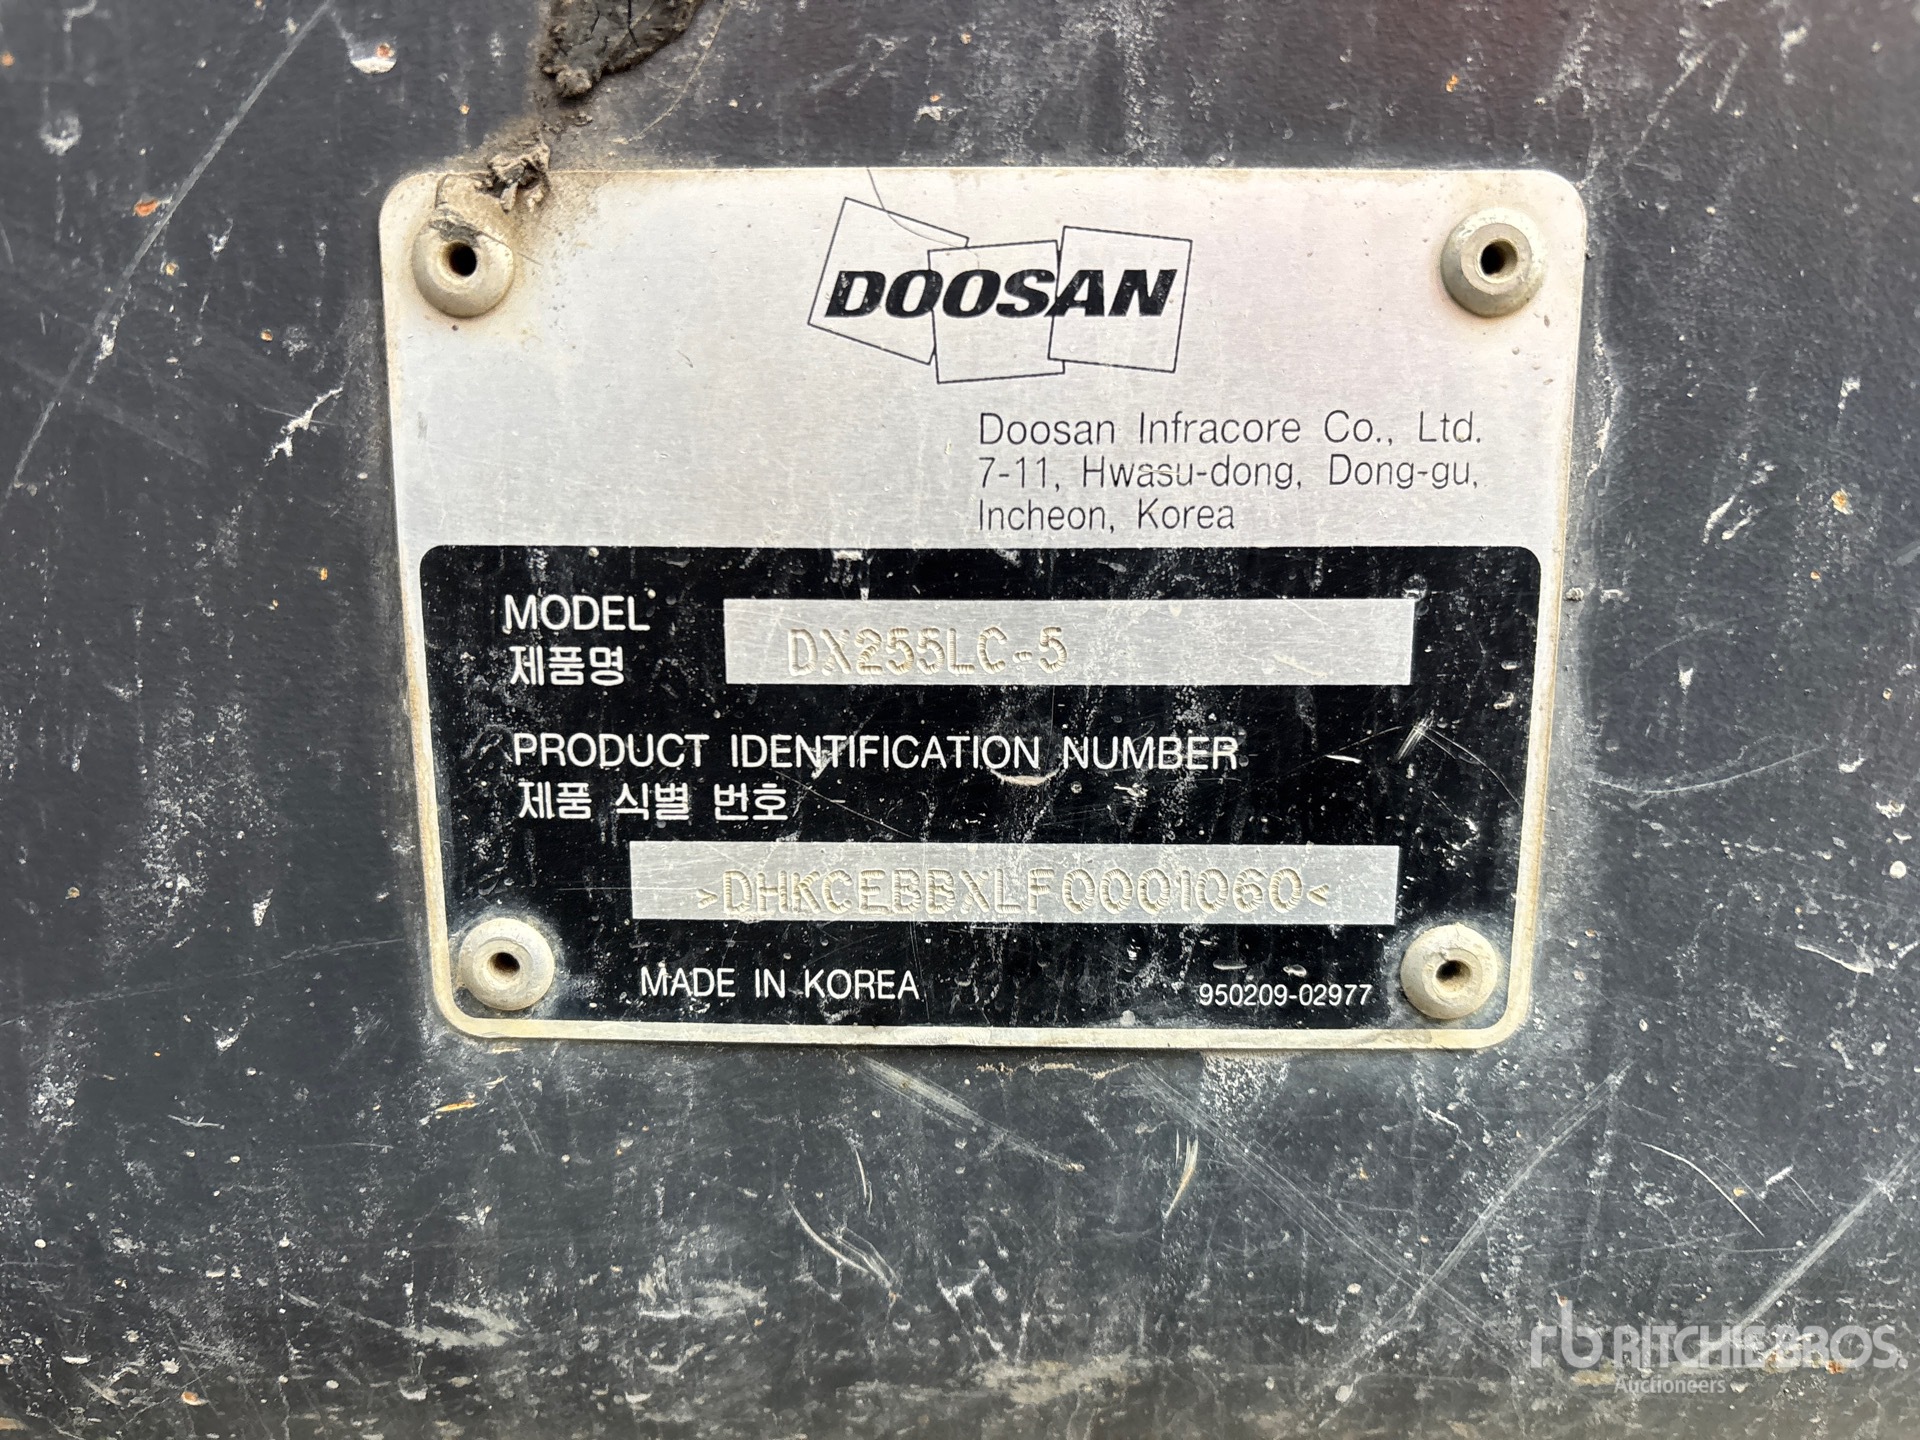 DOOSAN
Doosan Infracore Co., Ltd.
7-11, Hwasu-dong, Dong-gu,
Incheon, Korea
MODEL
제품명
DX255LC-5
PRODUCT IDENTIFICATION NUMBER
제품 식별 번호
>DHKCEBBXLF0001060<
MADE IN KOREA
950209-02977
rb RITCHIE BROS.
Auctioneers